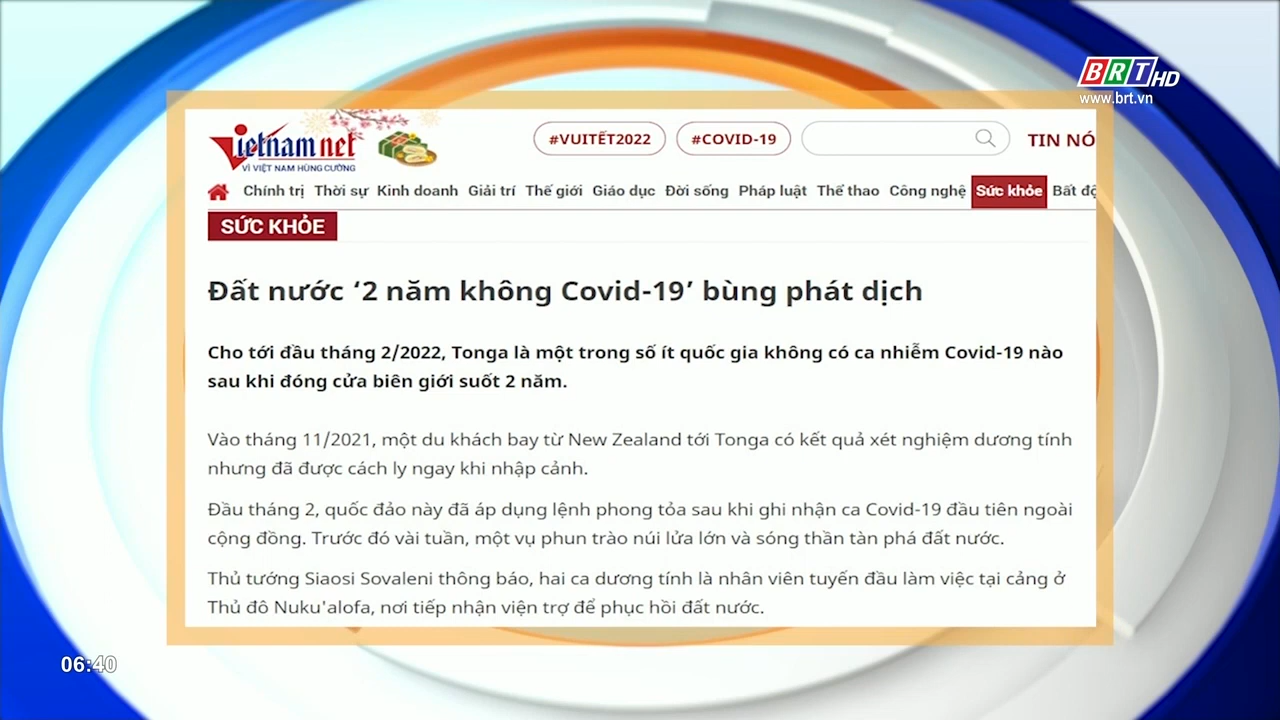 BRT HD
www.brt.vn
vietnamnet
VÌ VIỆT NAM HÙNG CƯỜNG
#VUITẾT2022 #COVID-19 TIN NÓ
Chính trị Thời sự Kinh doanh Giải trí Thế giới Giáo dục Đời sống Pháp luật Thể thao Công nghệ Sức khỏe Bất độ
SỨC KHỎE
Đất nước ‘2 năm không Covid-19’ bùng phát dịch
Cho tới đầu tháng 2/2022, Tonga là một trong số ít quốc gia không có ca nhiễm Covid-19 nào
sau khi đóng cửa biên giới suốt 2 năm.
Vào tháng 11/2021, một du khách bay từ New Zealand tới Tonga có kết quả xét nghiệm dương tính
nhưng đã được cách ly ngay khi nhập cảnh.
Đầu tháng 2, quốc đảo này đã áp dụng lệnh phong tỏa sau khi ghi nhận ca Covid-19 đầu tiên ngoài
cộng đồng. Trước đó vài tuần, một vụ phun trào núi lửa lớn và sóng thần tàn phá đất nước.
Thủ tướng Siaosi Sovaleni thông báo, hai ca dương tính là nhân viên tuyến đầu làm việc tại cảng ở
Thủ đô Nuku'alofa, nơi tiếp nhận viện trợ để phục hồi đất nước.
06:40